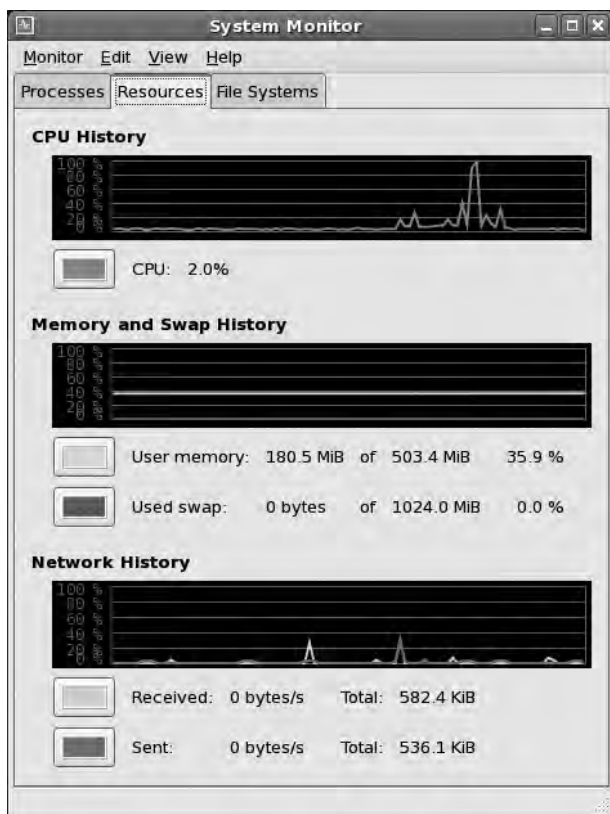 System Monitor
Monitor Edit View Help
Processes Resources File Systems
CPU History
100 %
80 %
60 %
40 %
20 %
0 %
CPU: 2.0%
Memory and Swap History
100 %
80 %
60 %
40 %
20 %
0 %
User memory: 180.5 MiB of 503.4 MiB 35.9 %
Used swap: 0 bytes of 1024.0 MiB 0.0 %
Network History
100 %
80 %
60 %
40 %
20 %
0 %
Received: 0 bytes/s Total: 582.4 KiB
Sent: 0 bytes/s Total: 536.1 KiB